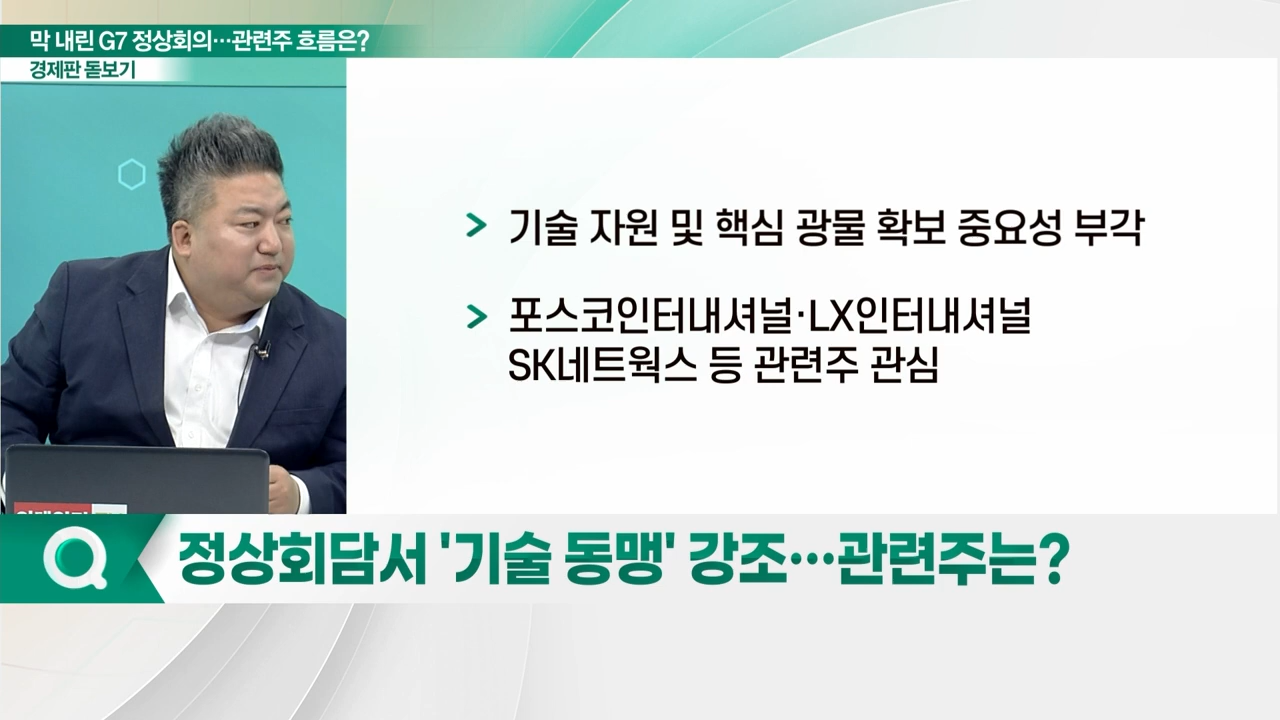 막 내린 G7 정상회의…관련주 흐름은?
경제판 돋보기
> 기술 자원 및 핵심 광물 확보 중요성 부각
> 포스코인터내셔널·LX인터내셔널
SK네트웍스 등 관련주 관심
정상회담서 '기술 동맹' 강조…관련주는?